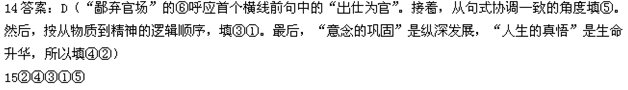 14答案：D（“鄙弃官场”的⑥呼应首个横线前句中的“出仕为官”。接着，从句式协调一致的角度填⑤。
然后，按从物质到精神的逻辑顺序，填③①。最后，“意念的巩固”是纵深发展，“人生的真悟”是生命
升华，所以填④②）
15②④③①⑤